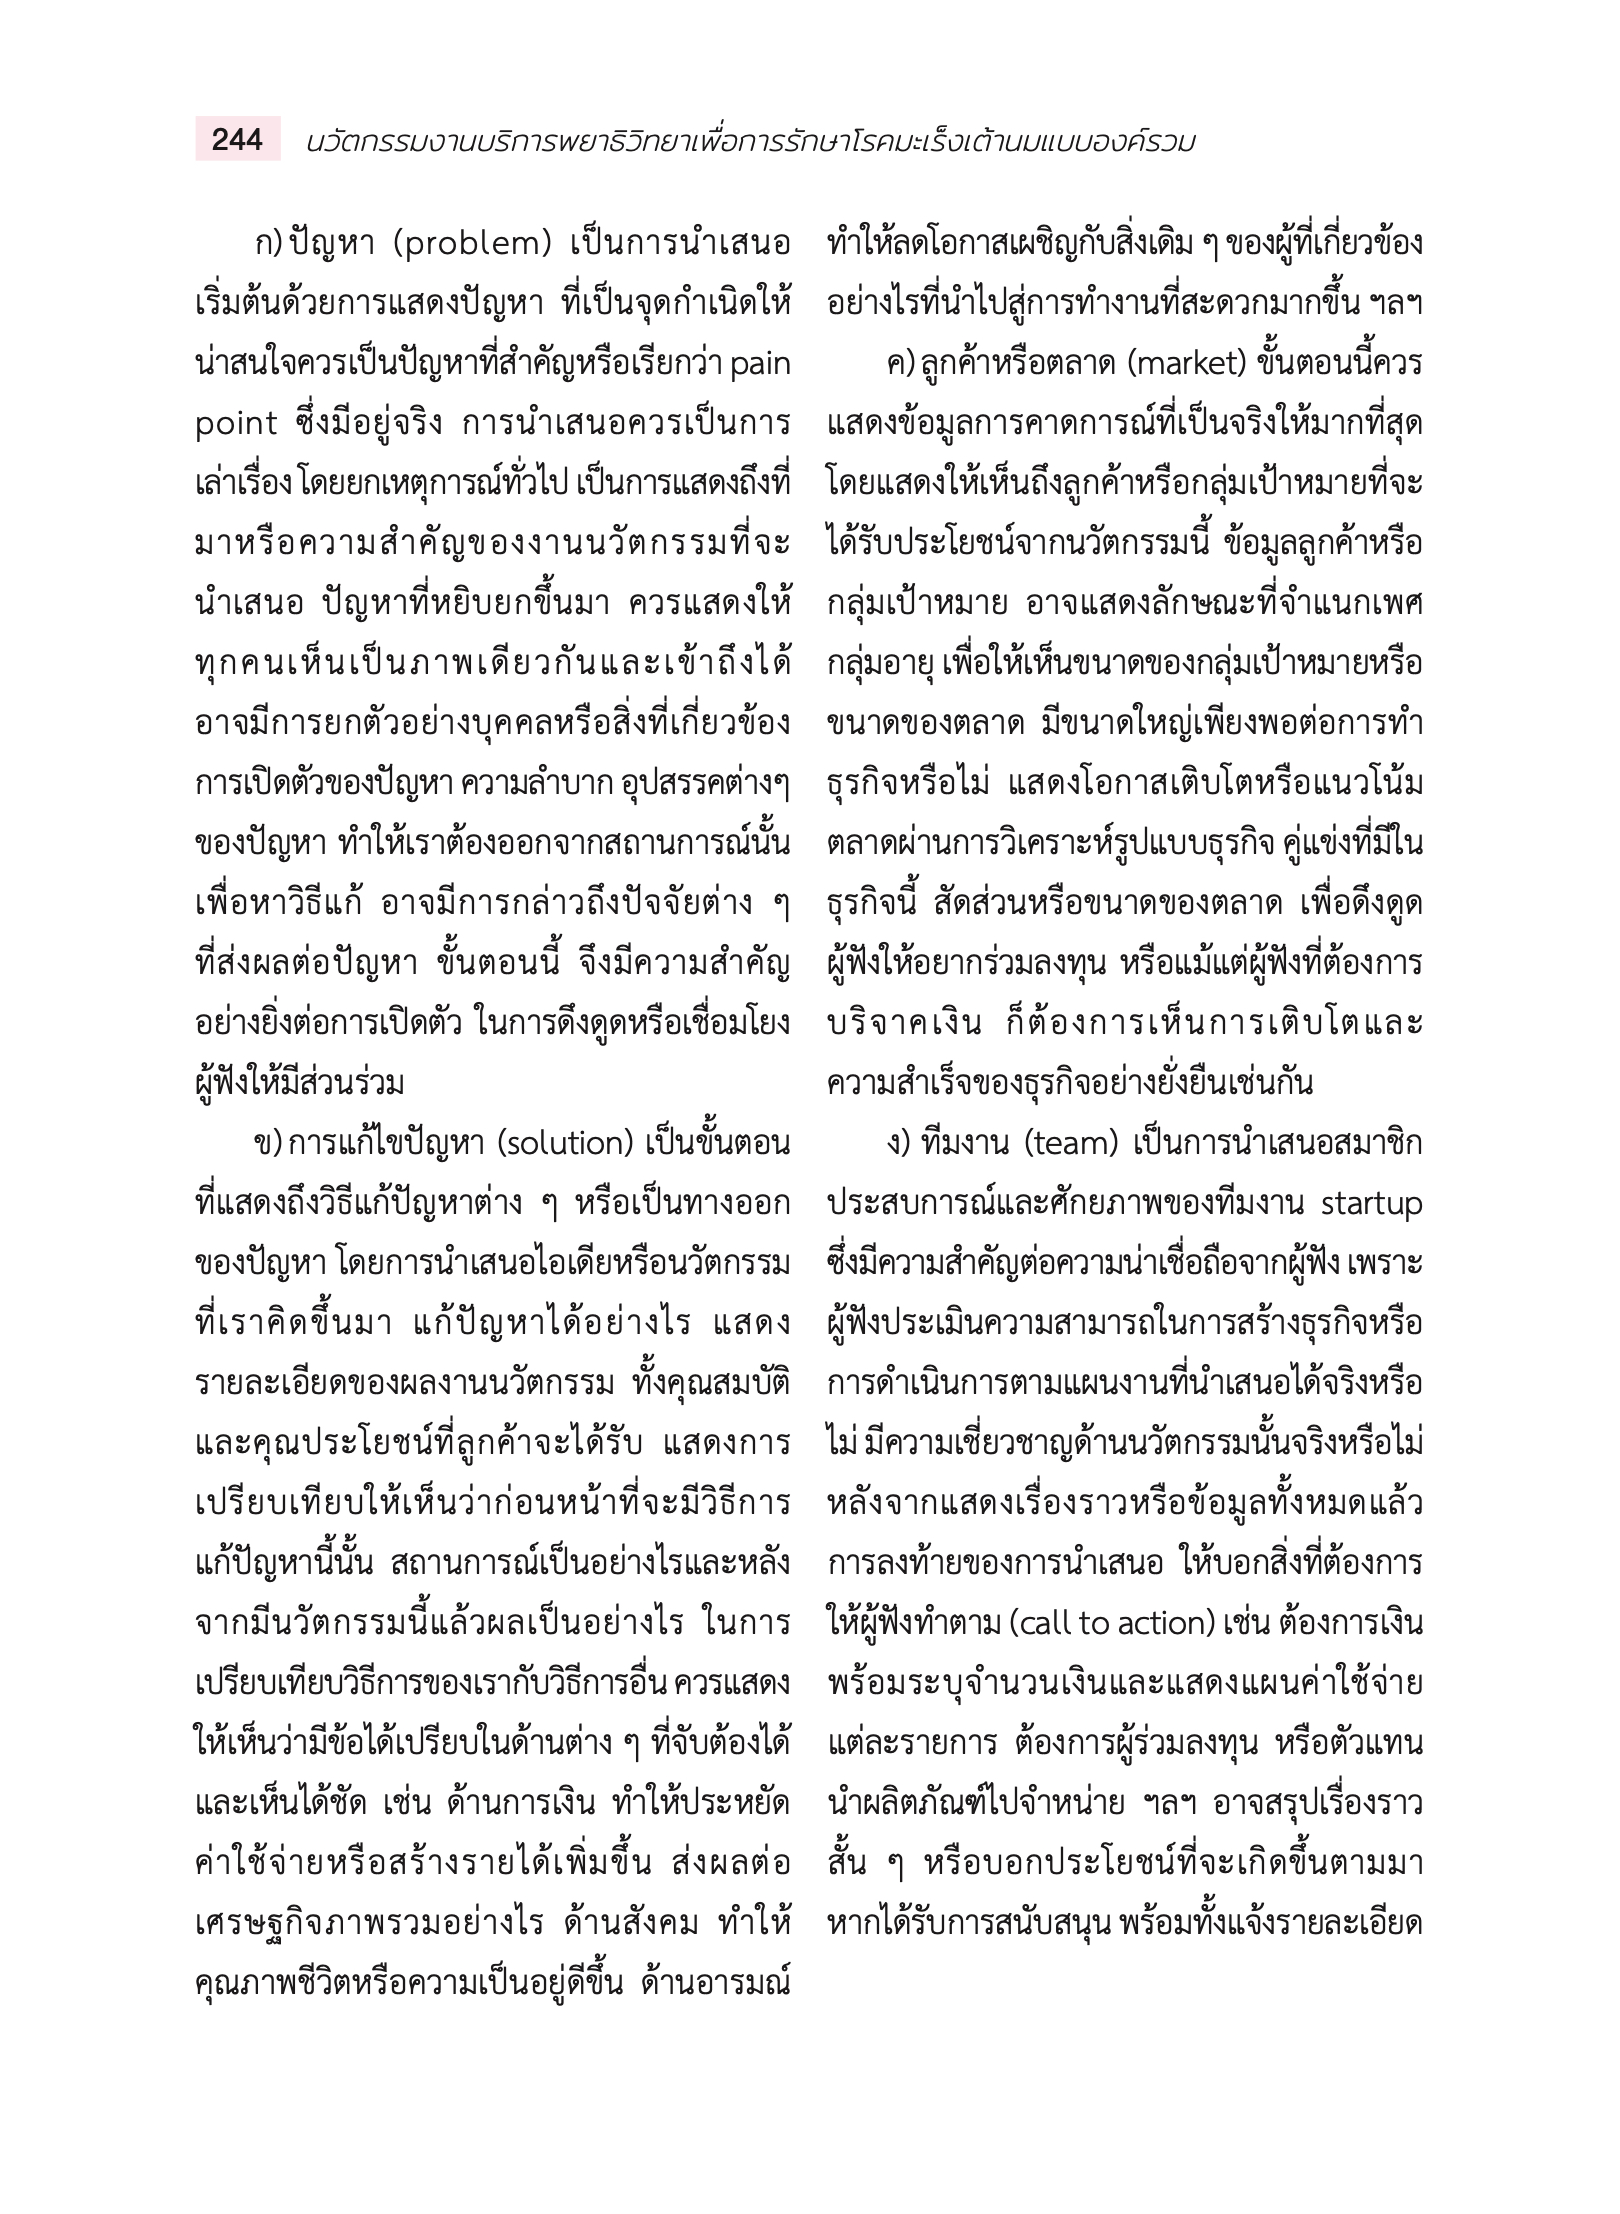 244 นวัตกรรมงานบริการพยาธิวิทยาเพื่อการรักษาโรคมะเร็งเต้านมแบบองค์รวม
ก) ปัญหา (problem) เป็นการนำเสนอ
เริ่มต้นด้วยการแสดงปัญหา ที่เป็นจุดกำเนิดให้
น่าสนใจควรเป็นปัญหาที่สำคัญหรือเรียกว่า pain
point ซึ่งมีอยู่จริง การนำเสนอควรเป็นการ
เล่าเรื่อง โดยยกเหตุการณ์ทั่วไป เป็นการแสดงถึงที่
มาหรือความสำคัญของงานนวัตกรรมที่จะ
นำเสนอ ปัญหาที่หยิบยกขึ้นมา ควรแสดงให้
ทุกคนเห็นเป็นภาพเดียวกันและเข้าถึงได้
อาจมีการยกตัวอย่างบุคคลหรือสิ่งที่เกี่ยวข้อง
การเปิดตัวของปัญหา ความลำบาก อุปสรรคต่างๆ
ของปัญหา ทำให้เราต้องออกจากสถานการณ์นั้น
เพื่อหาวิธีแก้ อาจมีการกล่าวถึงปัจจัยต่าง ๆ
ที่ส่งผลต่อปัญหา ขั้นตอนนี้ จึงมีความสำคัญ
อย่างยิ่งต่อการเปิดตัว ในการดึงดูดหรือเชื่อมโยง
ผู้ฟังให้มีส่วนร่วม
ข) การแก้ไขปัญหา (solution) เป็นขั้นตอน
ที่แสดงถึงวิธีแก้ปัญหาต่าง ๆ หรือเป็นทางออก
ของปัญหา โดยการนำเสนอไอเดียหรือนวัตกรรม
ที่เราคิดขึ้นมา แก้ปัญหาได้อย่างไร แสดง
รายละเอียดของผลงานนวัตกรรม ทั้งคุณสมบัติ
และคุณประโยชน์ที่ลูกค้าจะได้รับ แสดงการ
เปรียบเทียบให้เห็นว่าก่อนหน้าที่จะมีวิธีการ
แก้ปัญหานี้นั้น สถานการณ์เป็นอย่างไรและหลัง
จากมีนวัตกรรมนี้แล้วผลเป็นอย่างไร ในการ
เปรียบเทียบวิธีการของเรากับวิธีการอื่น ควรแสดง
ให้เห็นว่ามีข้อได้เปรียบในด้านต่าง ๆ ที่จับต้องได้
และเห็นได้ชัด เช่น ด้านการเงิน ทำให้ประหยัด
ค่าใช้จ่ายหรือสร้างรายได้เพิ่มขึ้น ส่งผลต่อ
เศรษฐกิจภาพรวมอย่างไร ด้านสังคม ทำให้
คุณภาพชีวิตหรือความเป็นอยู่ดีขึ้น ด้านอารมณ์
ทำให้ลดโอกาสเผชิญกับสิ่งเดิม ๆ ของผู้ที่เกี่ยวข้อง
อย่างไรที่นำไปสู่การทำงานที่สะดวกมากขึ้น ฯลฯ
ค) ลูกค้าหรือตลาด (market) ขั้นตอนนี้ควร
แสดงข้อมูลการคาดการณ์ที่เป็นจริงให้มากที่สุด
โดยแสดงให้เห็นถึงลูกค้าหรือกลุ่มเป้าหมายที่จะ
ได้รับประโยชน์จากนวัตกรรมนี้ ข้อมูลลูกค้าหรือ
กลุ่มเป้าหมาย อาจแสดงลักษณะที่จำแนกเพศ
กลุ่มอายุ เพื่อให้เห็นขนาดของกลุ่มเป้าหมายหรือ
ขนาดของตลาด มีขนาดใหญ่เพียงพอต่อการทำ
ธุรกิจหรือไม่ แสดงโอกาสเติบโตหรือแนวโน้ม
ตลาดผ่านการวิเคราะห์รูปแบบธุรกิจ คู่แข่งที่มีใน
ธุรกิจนี้ สัดส่วนหรือขนาดของตลาด เพื่อดึงดูด
ผู้ฟังให้อยากร่วมลงทุน หรือแม้แต่ผู้ฟังที่ต้องการ
บริจาคเงิน ก็ต้องการเห็นการเติบโตและ
ความสำเร็จของธุรกิจอย่างยั่งยืนเช่นกัน
ง) ทีมงาน (team) เป็นการนำเสนอสมาชิก
ประสบการณ์และศักยภาพของทีมงาน startup
ซึ่งมีความสำคัญต่อความน่าเชื่อถือจากผู้ฟัง เพราะ
ผู้ฟังประเมินความสามารถในการสร้างธุรกิจหรือ
การดำเนินการตามแผนงานที่นำเสนอได้จริงหรือ
ไม่ มีความเชี่ยวชาญด้านนวัตกรรมนั้นจริงหรือไม่
หลังจากแสดงเรื่องราวหรือข้อมูลทั้งหมดแล้ว
การลงท้ายของการนำเสนอ ให้บอกสิ่งที่ต้องการ
ให้ผู้ฟังทำตาม (call to action) เช่น ต้องการเงิน
พร้อมระบุจำนวนเงินและแสดงแผนค่าใช้จ่าย
แต่ละรายการ ต้องการผู้ร่วมลงทุน หรือตัวแทน
นำผลิตภัณฑ์ไปจำหน่าย ฯลฯ อาจสรุปเรื่องราว
สั้น ๆ หรือบอกประโยชน์ที่จะเกิดขึ้นตามมา
หากได้รับการสนับสนุน พร้อมทั้งแจ้งรายละเอียด